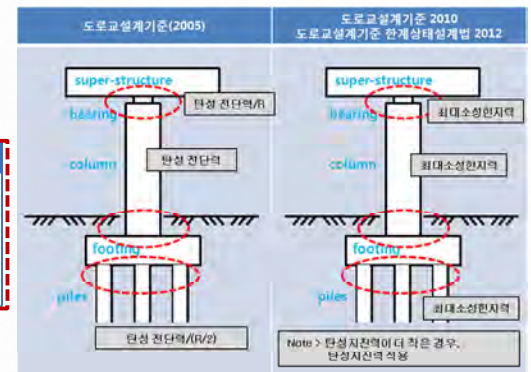 도로교설계기준(2005)
super-structure
bearing
탄성 전단력/R
column
탄성 전단력
footing
piles
탄성 전단력/(R/2)
도로교설계기준 2010
도로교설계기준 한계상태설계법 2012
super-structure
bearing
최대소성힌지력
column
최대소성힌지력
footing
piles
최대소성힌지력
Note > 탄성지진력이 더 작은 경우,
탄성지진력 적용